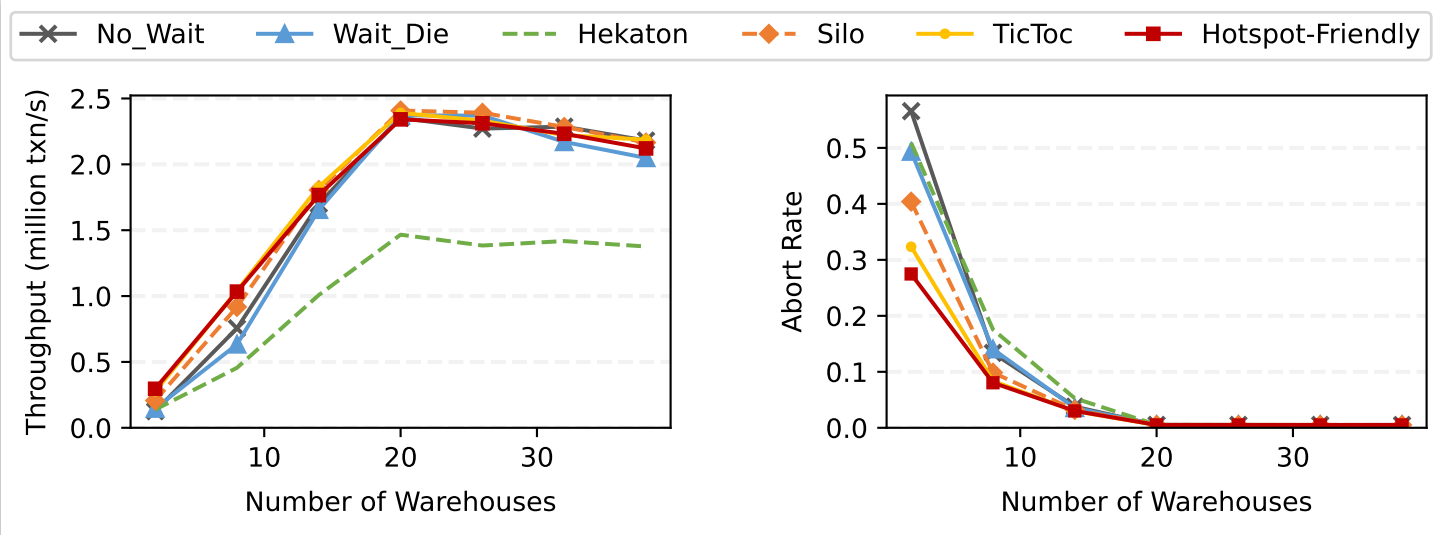 No_Wait Wait_Die Hekaton Silo TicToc Hotspot-Friendly
Throughput (million txn/s)
2.5
2.0
1.5
1.0
0.5
0.0
10 20 30
Number of Warehouses
Abort Rate
0.5
0.4
0.3
0.2
0.1
0.0
10 20 30
Number of Warehouses